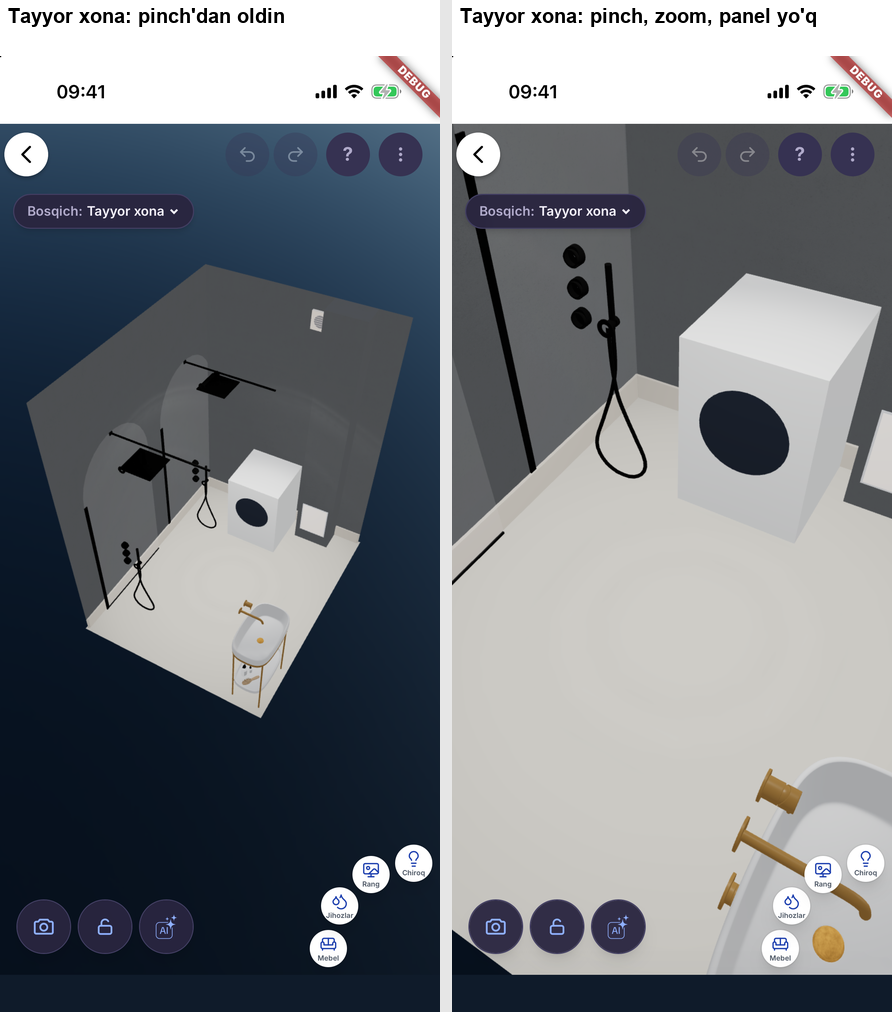 Tayyor xona: pinch'dan oldin
09:41
DEBUG
?
Bosqich: Tayyor xona
Chiroq
Rang
Jihozlar
AI
Mebel
Tayyor xona: pinch, zoom, panel yo'q
09:41
DEBUG
?
Bosqich: Tayyor xona
Chiroq
Rang
Jihozlar
AI
Mebel